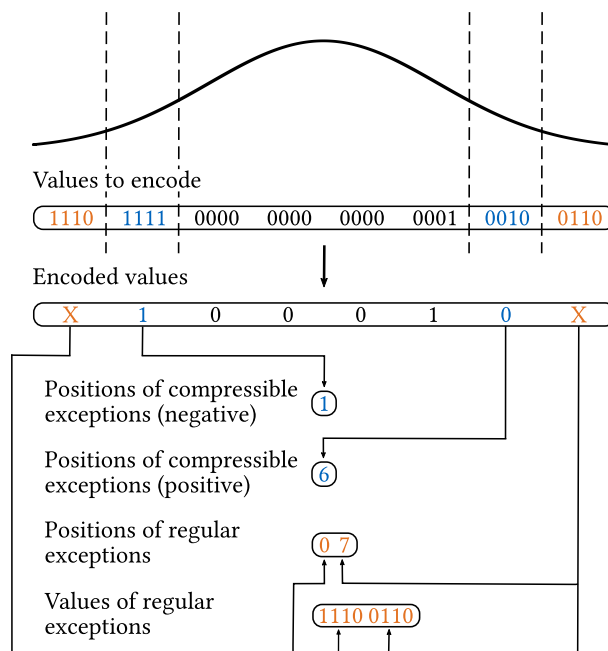 Values to encode
1110 1111 0000 0000 0000 0001 0010 0110
Encoded values
X 1 0 0 0 1 0 X
Positions of compressible
exceptions (negative)
1
Positions of compressible
exceptions (positive)
6
Positions of regular
exceptions
0 7
Values of regular
exceptions
1110 0110